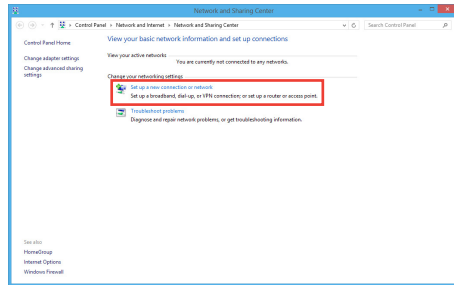 Network and Sharing Center
Control Panel
Network and Internet
Network and Sharing Center
Search Control Panel
Control Panel Home
Change adapter settings
Change advanced sharing
settings
View your basic network information and set up connections
View your active networks
You are currently not connected to any networks.
Change your networking settings
Set up a new connection or network
Set up a broadband, dial-up, or VPN connection; or set up a router or access point.
Troubleshoot problems
Diagnose and repair network problems, or get troubleshooting information.
See also
HomeGroup
Internet Options
Windows Firewall